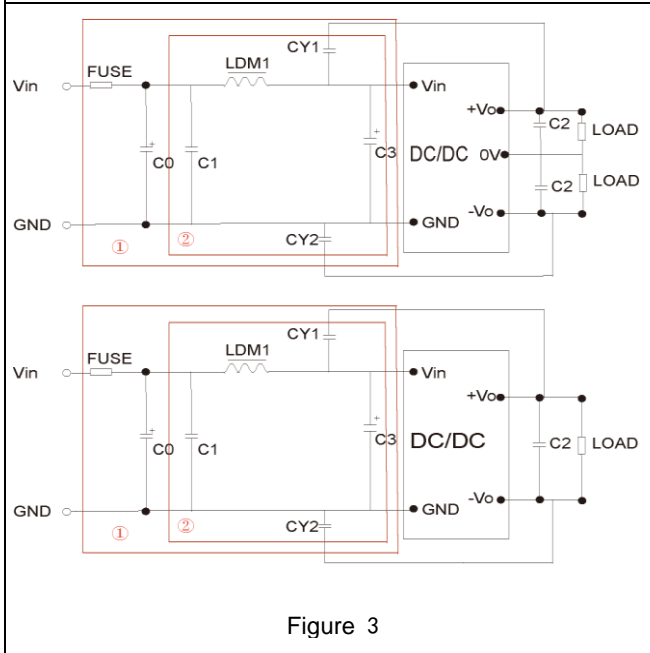 CY1
FUSE
LDM1
Vin
Vin
+Vo
C2
LOAD
C0
C1
C3
DC/DC
0V
C2
LOAD
GND
GND
-Vo
①
②
CY2
CY1
FUSE
LDM1
Vin
Vin
+Vo
C0
C1
C3
DC/DC
C2
LOAD
GND
GND
-Vo
①
②
CY2
Figure 3